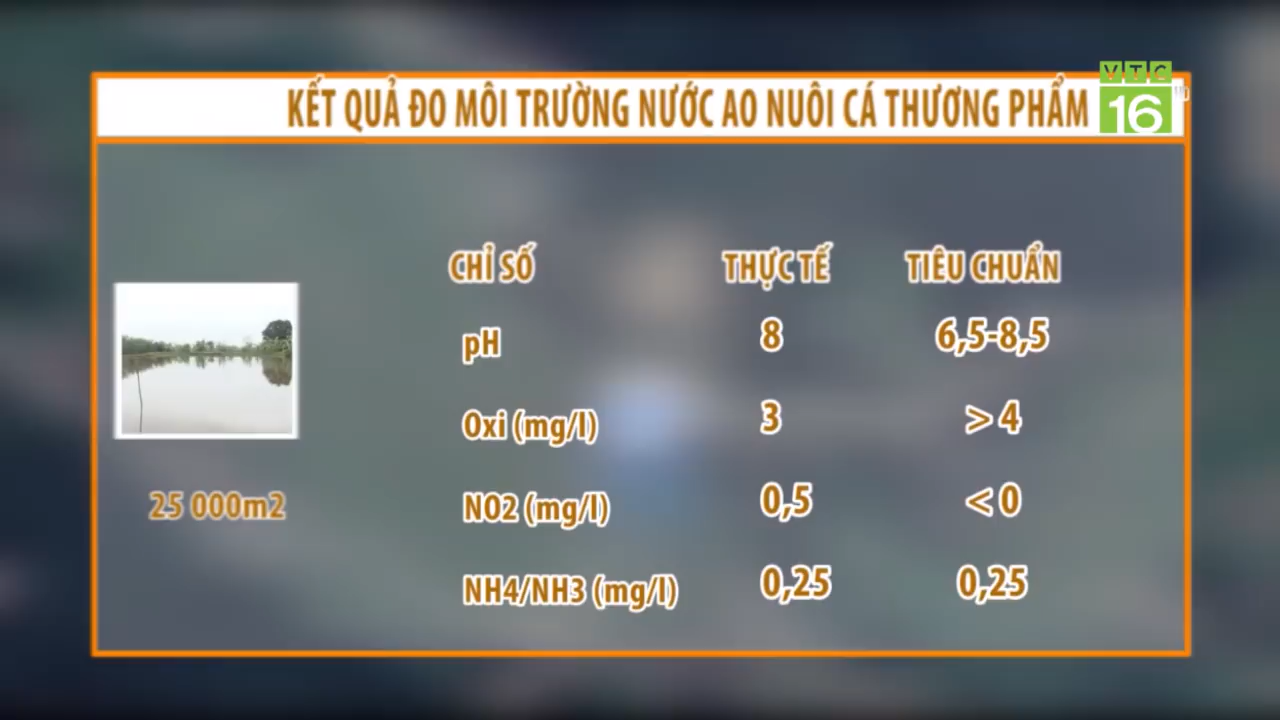 VTC
16
KẾT QUẢ ĐO MÔI TRƯỜNG NƯỚC AO NUÔI CÁ THƯƠNG PHẨM
CHỈ SỐ THỰC TẾ TIÊU CHUẨN
pH 8 6,5-8,5
Oxi (mg/l) 3 > 4
NO2 (mg/l) 0,5 < 0
NH4/NH3 (mg/l) 0,25 0,25
25 000m2